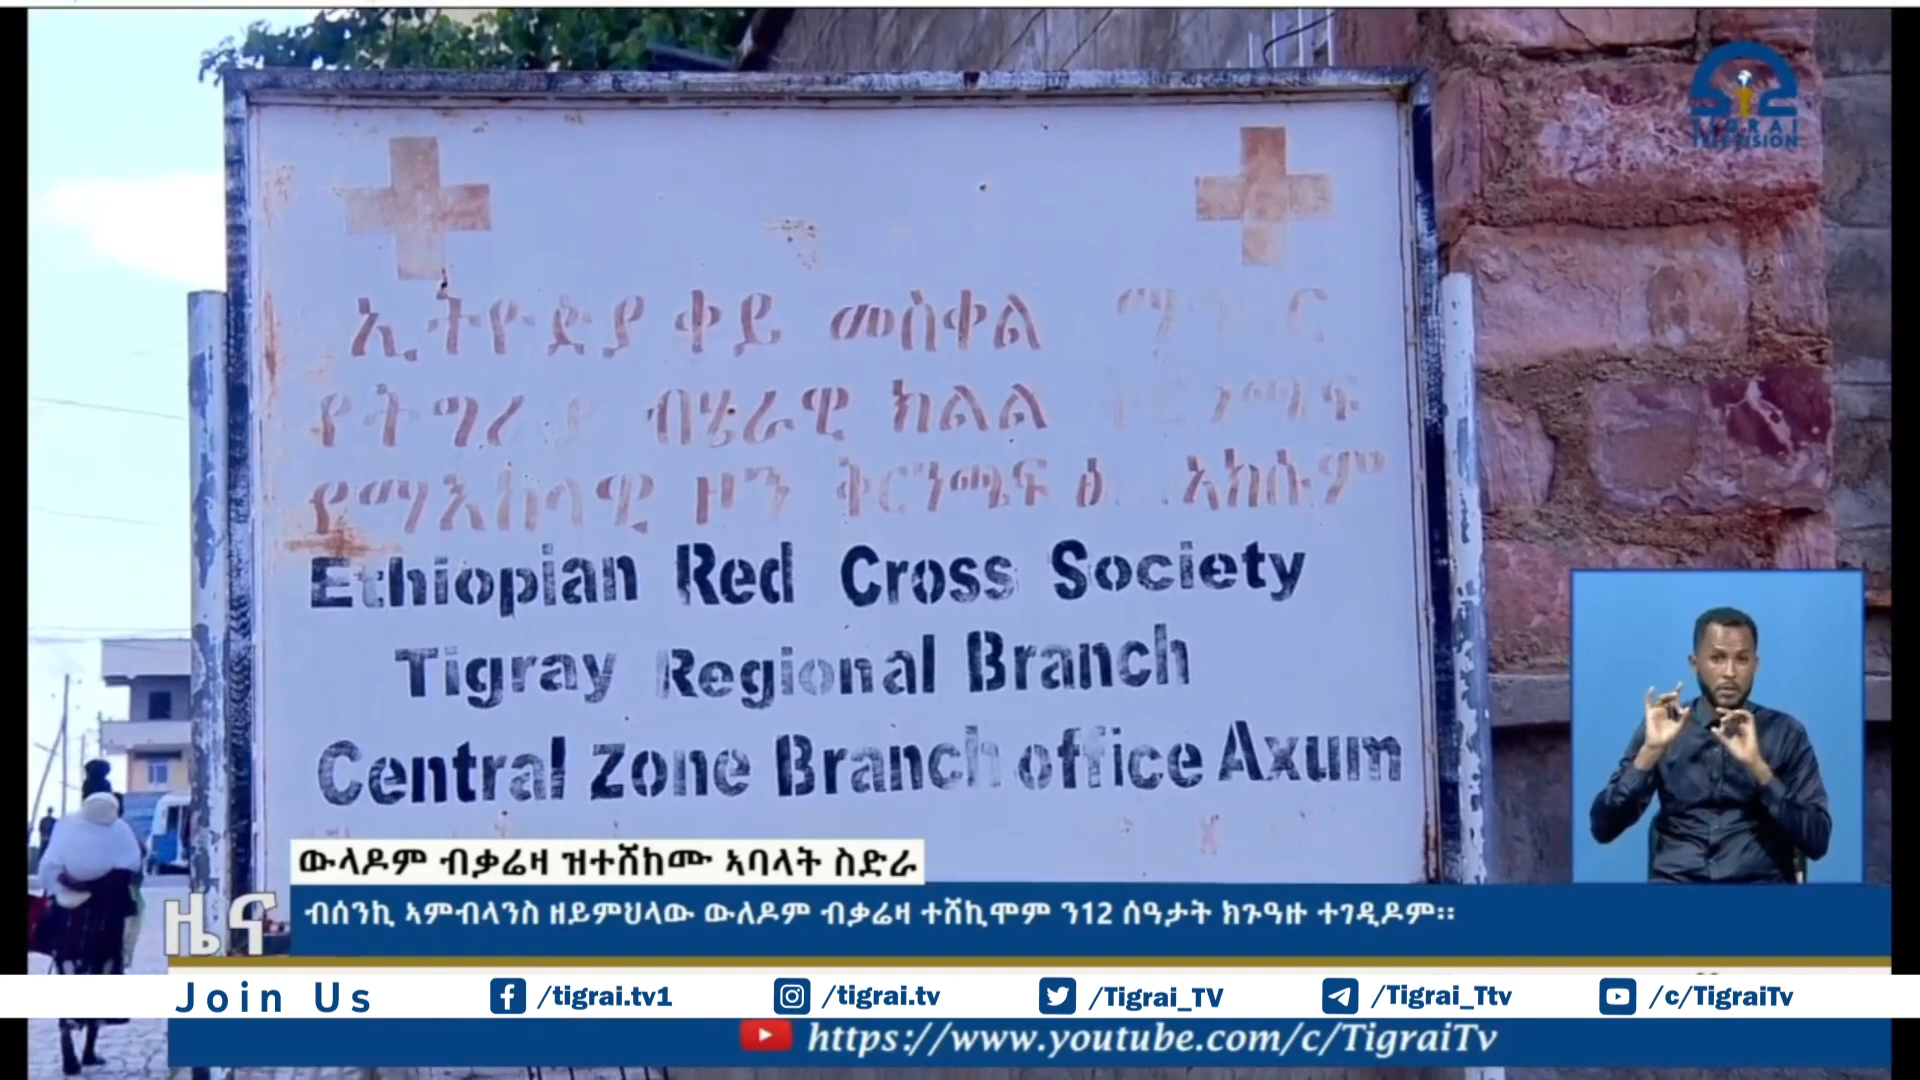 TIGRAI
TELEVISION
ኢትዮጵያ ቀይ መስቀል
ብሄራዊ ክልል
የማእከላዊ ዞን ቅርንጫፍ ፅ ኣክሱም
Ethiopian Red Cross Society
Tigray Regional Branch
Central Zone Branch office Axum
ውላዶም ብቃሬዛ ዝተሸከሙ ኣባላት ስድራ
ዜና
ብሰንኪ ኣምብላንስ ዘይምህላው ውለዶም ብቃሬዛ ተሸኪሞም ን12 ሰዓታት ክጉዓዙ ተገዲዶም፡፡
Join Us /tigrai.tv1 /tigrai.tv /Tigrai_TV /Tigrai_Ttv /c/TigraiTv
https://www.youtube.com/c/TigraiTv